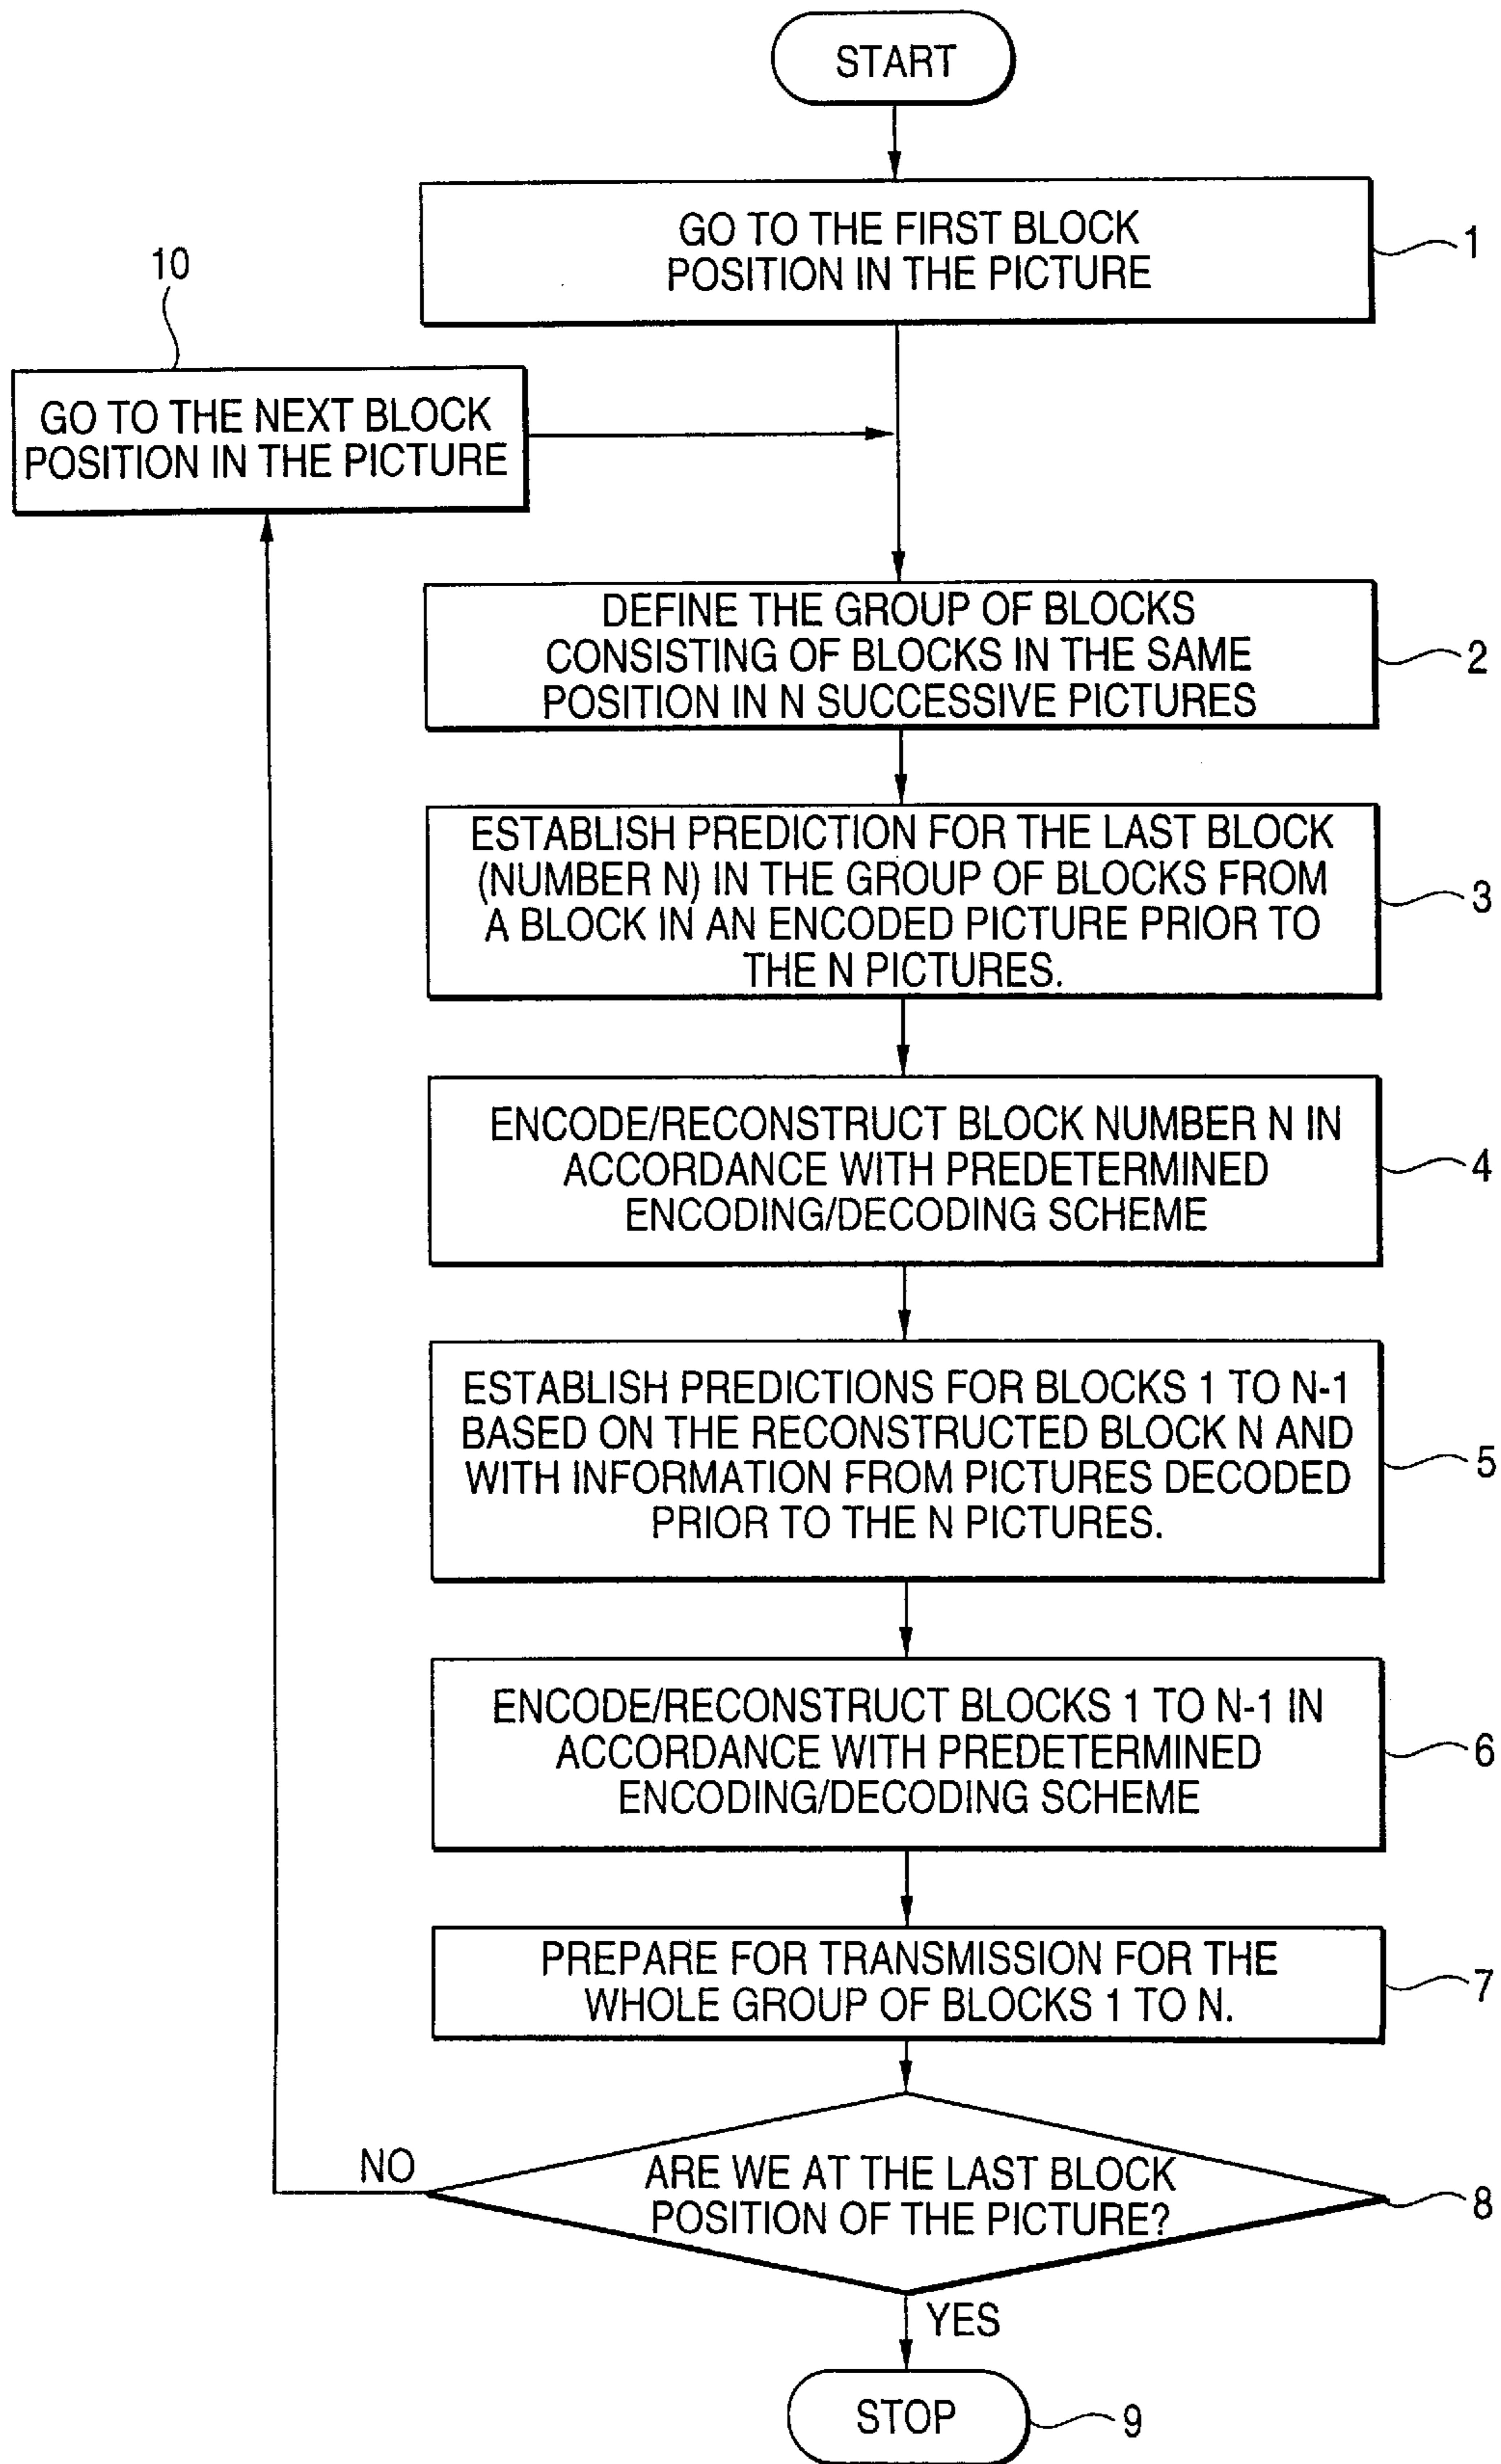 START
GO TO THE FIRST BLOCK
POSITION IN THE PICTURE
1
10
GO TO THE NEXT BLOCK
POSITION IN THE PICTURE
DEFINE THE GROUP OF BLOCKS
CONSISTING OF BLOCKS IN THE SAME
POSITION IN N SUCCESSIVE PICTURES
2
ESTABLISH PREDICTION FOR THE LAST BLOCK
(NUMBER N) IN THE GROUP OF BLOCKS FROM
A BLOCK IN AN ENCODED PICTURE PRIOR TO
THE N PICTURES.
3
ENCODE/RECONSTRUCT BLOCK NUMBER N IN
ACCORDANCE WITH PREDETERMINED
ENCODING/DECODING SCHEME
4
ESTABLISH PREDICTIONS FOR BLOCKS 1 TO N-1
BASED ON THE RECONSTRUCTED BLOCK N AND
WITH INFORMATION FROM PICTURES DECODED
PRIOR TO THE N PICTURES.
5
ENCODE/RECONSTRUCT BLOCKS 1 TO N-1 IN
ACCORDANCE WITH PREDETERMINED
ENCODING/DECODING SCHEME
6
PREPARE FOR TRANSMISSION FOR THE
WHOLE GROUP OF BLOCKS 1 TO N.
7
NO
ARE WE AT THE LAST BLOCK
POSITION OF THE PICTURE?
8
YES
STOP
9